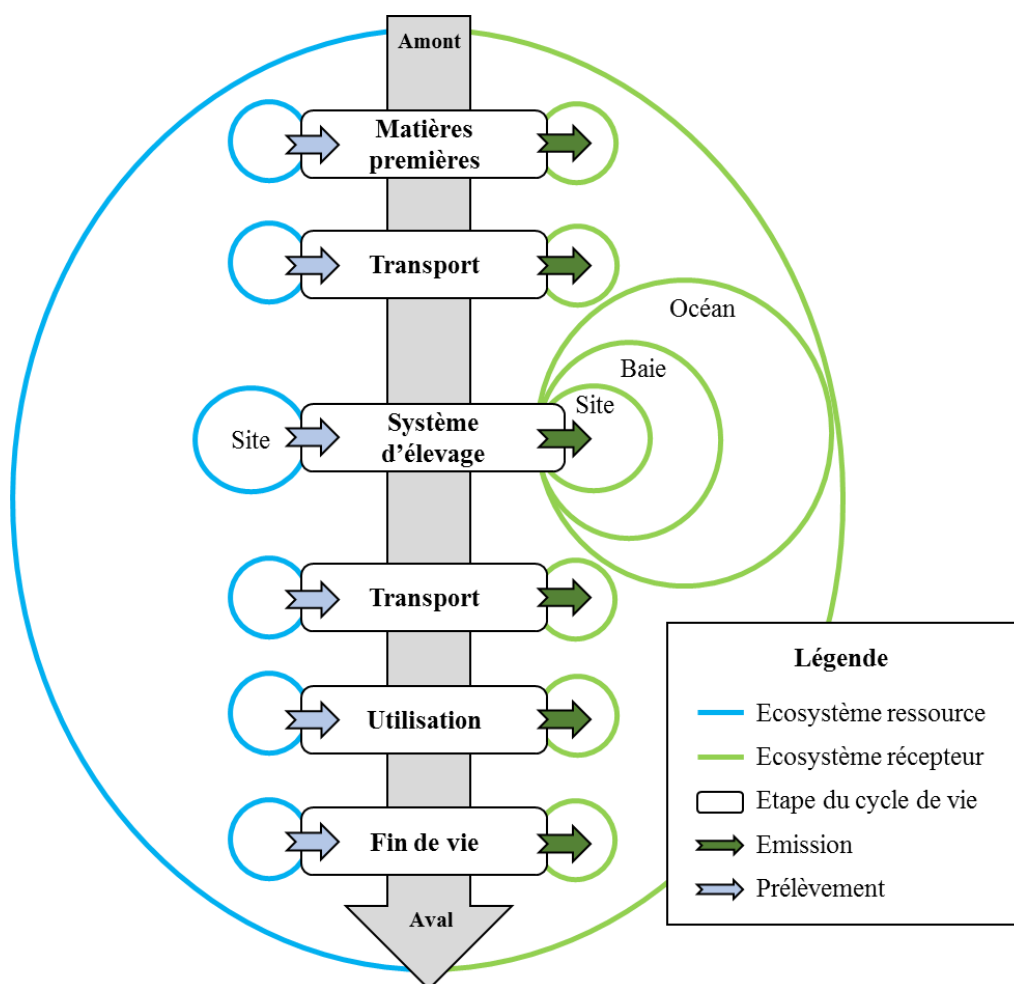 Amont
Matières
premières
Transport
Océan
Baie
Site
Site
Système
d’élevage
Transport
Légende
Utilisation
Ecosystème ressource
Ecosystème récepteur
Etape du cycle de vie
Fin de vie
Emission
Prélèvement
Aval